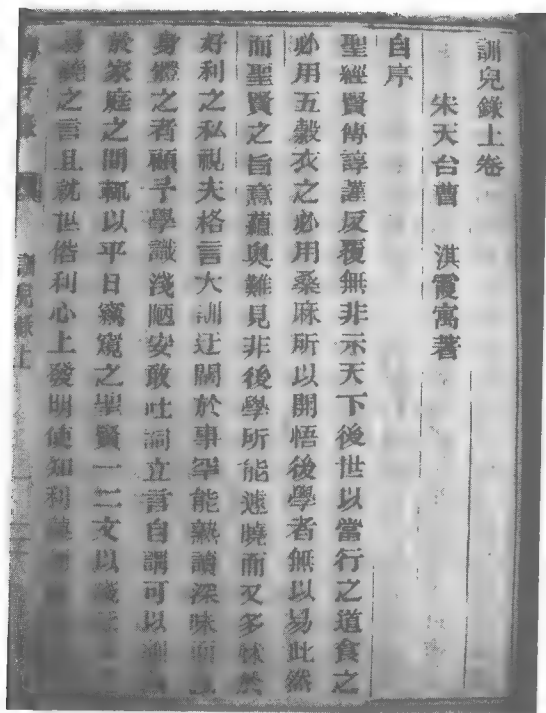 訓兒錄上卷
宋天台曹 淇霞寓著
自序
聖經賢傳諄諄反覆無非示天下後世以當行之道食之
必用五穀衣之必用桑麻所以開悟後學者無以易此然
而聖賢之旨意蘊奧難見非後學所能遽曉而又多昧於
好利之私視夫格言大訓迂闊於事罕能熟讀深味而
身體之者顧予學識淺陋安敢吐詞立言自謂可以
於家庭之間輒以平日竊窺之聖賢一二文以
易曉之言且就世俗利心上發明使知利
訓兒錄上